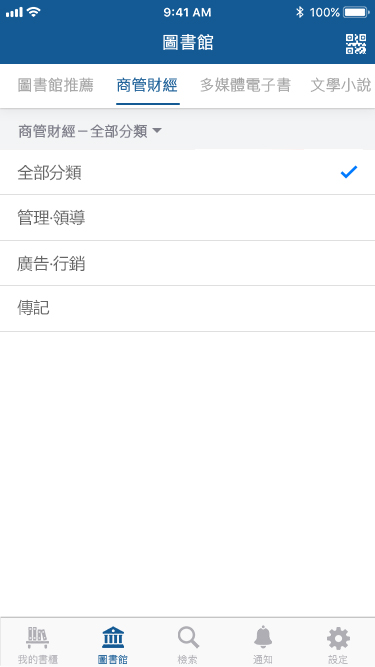 9:41 AM
100%
圖書館
圖書館推薦 商管財經 多媒體電子書 文學小說
商管財經－全部分類
全部分類
管理·領導
廣告·行銷
傳記
我的書櫃 圖書館 檢索 通知 設定